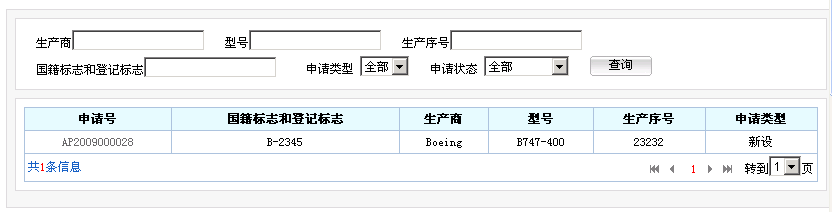 生产商 型号 生产序号
国籍标志和登记标志 申请类型 全部 申请状态 全部 查询
申请号 国籍标志和登记标志 生产商 型号 生产序号 申请类型
AP2009000028 B-2345 Boeing B747-400 23232 新设
共1条信息 1 转到 1 页